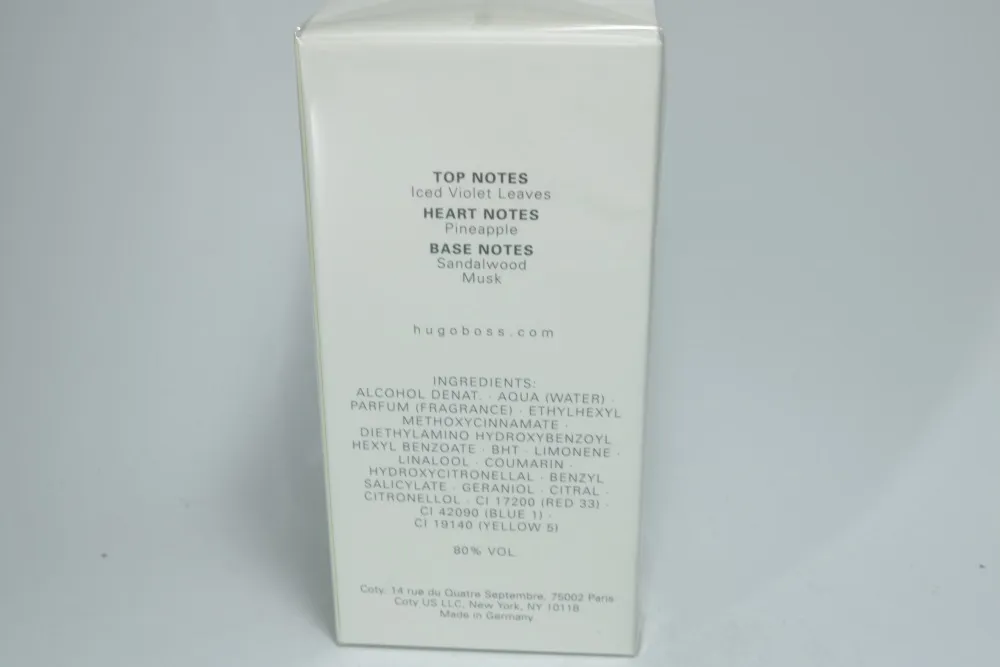 TOP NOTES
Iced Violet Leaves
HEART NOTES
Pineapple
BASE NOTES
Sandalwood
Musk
hugoboss.com
INGREDIENTS:
ALCOHOL DENAT. · AQUA (WATER) ·
PARFUM (FRAGRANCE) · ETHYLHEXYL
METHOXYCINNAMATE ·
DIETHYLAMINO HYDROXYBENZOYL
HEXYL BENZOATE · BHT · LIMONENE ·
LINALOOL · COUMARIN ·
HYDROXYCITRONELLAL · BENZYL
SALICYLATE · GERANIOL · CITRAL ·
CITRONELLOL · CI 17200 (RED 33) ·
CI 42090 (BLUE 1) ·
CI 19140 (YELLOW 5)
80% VOL
Coty, 14 rue du Quatre Septembre, 75002 Paris
Coty US LLC, New York, NY 10118
Made in Germany